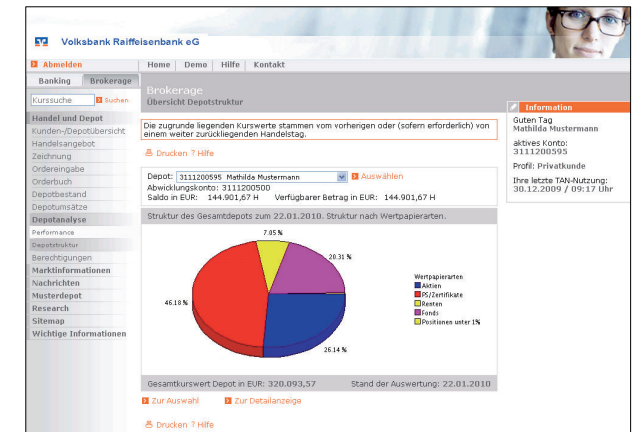 Volksbank Raiffeisenbank eG
Abmelden
Home Demo Hilfe Kontakt
Banking Brokerage
Kurssuche Suchen
Handel und Depot
Kunden-/Depotübersicht
Handelsangebot
Zeichnung
Ordereingabe
Orderbuch
Depotbestand
Depotumsätze
Depotanalyse
Performance
Depotstruktur
Berechtigungen
Marktinformationen
Nachrichten
Musterdepot
Research
Sitemap
Wichtige Informationen
Brokerage
Übersicht Depotstruktur
Die zugrunde liegenden Kurswerte stammen vom vorherigen oder (sofern erforderlich) von
einem weiter zurückliegenden Handelstag.
Drucken ? Hilfe
Depot: 3111200595 Mathilda Mustermann Auswählen
Abwicklungskonto: 3111200500
Saldo in EUR: 144.901,67 H Verfügbarer Betrag in EUR: 144.901,67 H
Struktur des Gesamtdepots zum 22.01.2010. Struktur nach Wertpapierarten.
7.05 %
20.31 %
46.18 %
26.14 %
Wertpapierarten
Aktien
PS/Zertifikate
Renten
Fonds
Positionen unter 1%
Gesamtkurswert Depot in EUR: 320.093,57 Stand der Auswertung: 22.01.2010
Zur Auswahl Zur Detailanzeige
Drucken ? Hilfe
Information
Guten Tag
Mathilda Mustermann
aktives Konto:
3111200595
Profil: Privatkunde
Ihre letzte TAN-Nutzung:
30.12.2009 / 09:17 Uhr